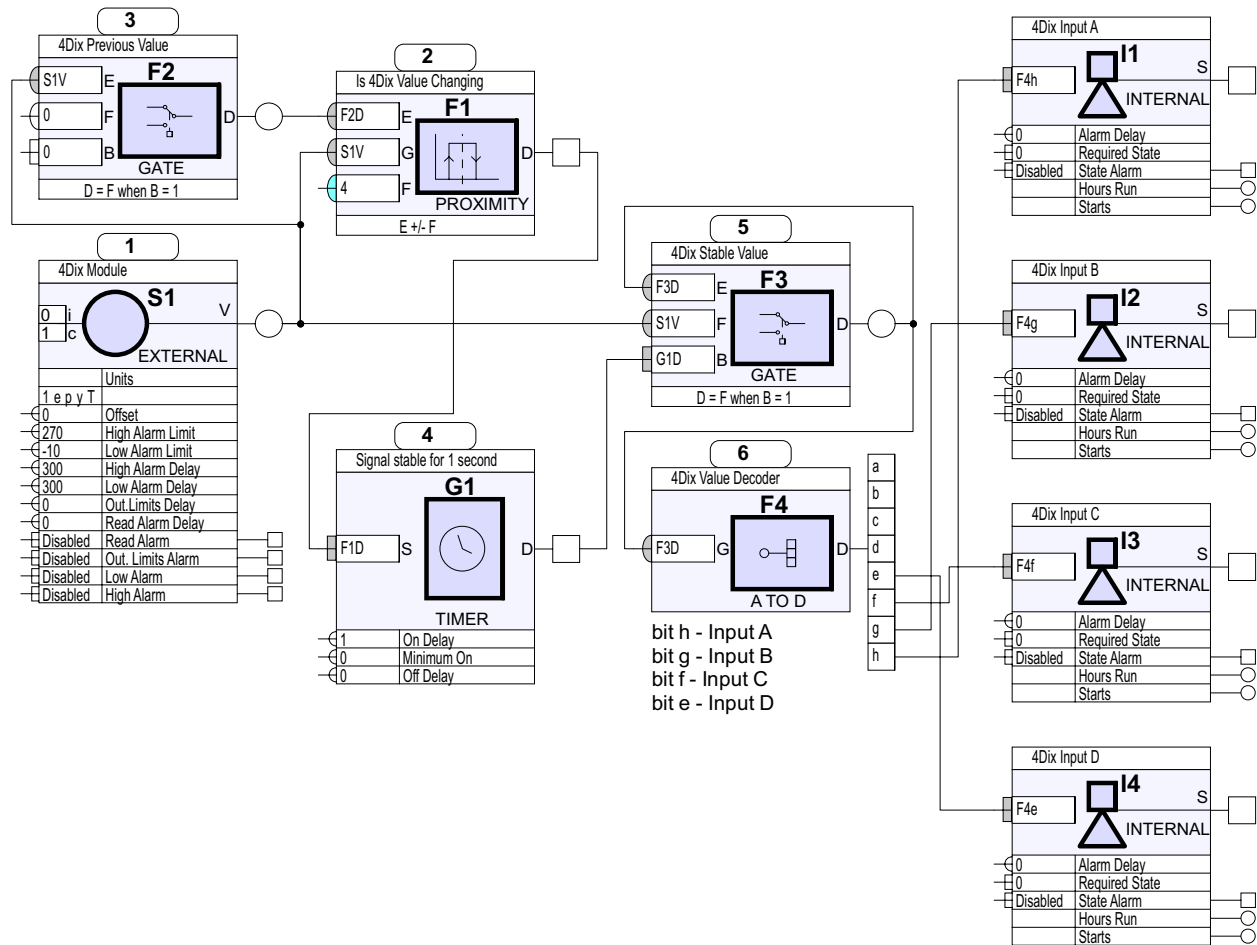 3
4Dix Previous Value
F2
S1V
E
0
F
D
0
B
GATE
D = F when B = 1
2
Is 4Dix Value Changing
F1
F2D
E
S1V
G
D
4
F
PROXIMITY
E +/- F
1
4Dix Module
S1
0
i
V
1
c
EXTERNAL
Units
1 e p y T
0 Offset
270 High Alarm Limit
-10 Low Alarm Limit
300 High Alarm Delay
300 Low Alarm Delay
0 Out.Limits Delay
0 Read Alarm Delay
Disabled Read Alarm
Disabled Out. Limits Alarm
Disabled Low Alarm
Disabled High Alarm
4
Signal stable for 1 second
G1
F1D
S
D
TIMER
1 On Delay
0 Minimum On
0 Off Delay
5
4Dix Stable Value
F3
F3D
E
S1V
F
D
G1D
B
GATE
D = F when B = 1
6
4Dix Value Decoder
F4
F3D
G
D
A TO D
a
b
c
d
e
f
g
h
bit h - Input A
bit g - Input B
bit f - Input C
bit e - Input D
4Dix Input A
I1
F4h
S
INTERNAL
0 Alarm Delay
0 Required State
Disabled State Alarm
Hours Run
Starts
4Dix Input B
I2
F4g
S
INTERNAL
0 Alarm Delay
0 Required State
Disabled State Alarm
Hours Run
Starts
4Dix Input C
I3
F4f
S
INTERNAL
0 Alarm Delay
0 Required State
Disabled State Alarm
Hours Run
Starts
4Dix Input D
I4
F4e
S
INTERNAL
0 Alarm Delay
0 Required State
Disabled State Alarm
Hours Run
Starts